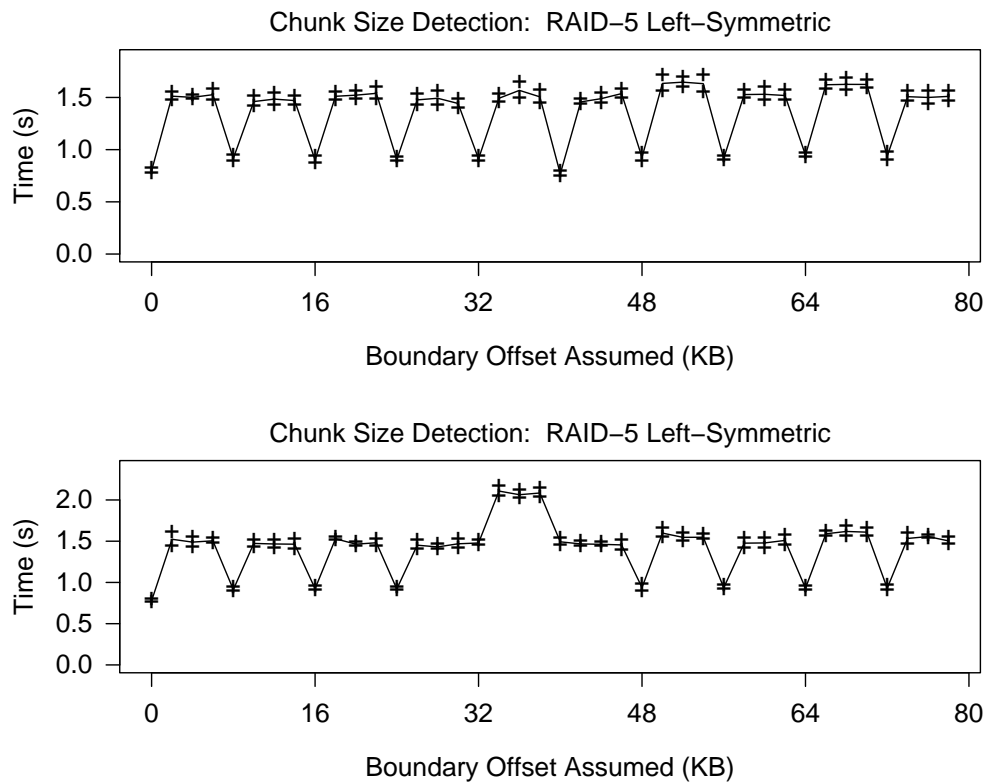 Chunk Size Detection:  RAID−5 Left−Symmetric
Time (s)
1.5
1.0
0.5
0.0
0 16 32 48 64 80
Boundary Offset Assumed (KB)
Chunk Size Detection:  RAID−5 Left−Symmetric
Time (s)
2.0
1.5
1.0
0.5
0.0
0 16 32 48 64 80
Boundary Offset Assumed (KB)